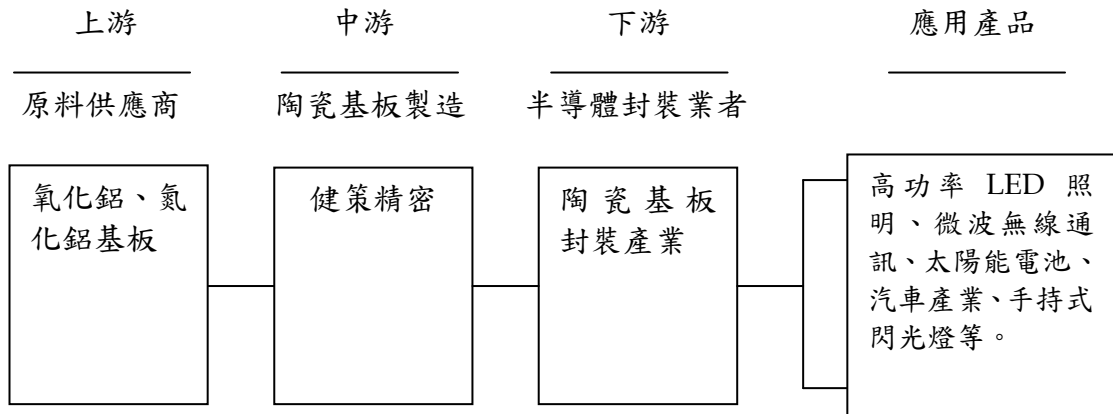 上游
中游
下游
應用產品
原料供應商
陶瓷基板製造
半導體封裝業者
氧化鋁、氮
化鋁基板
健策精密
陶瓷基板
封裝產業
高功率 LED 照
明、微波無線通
訊、太陽能電池、
汽車產業、手持式
閃光燈等。